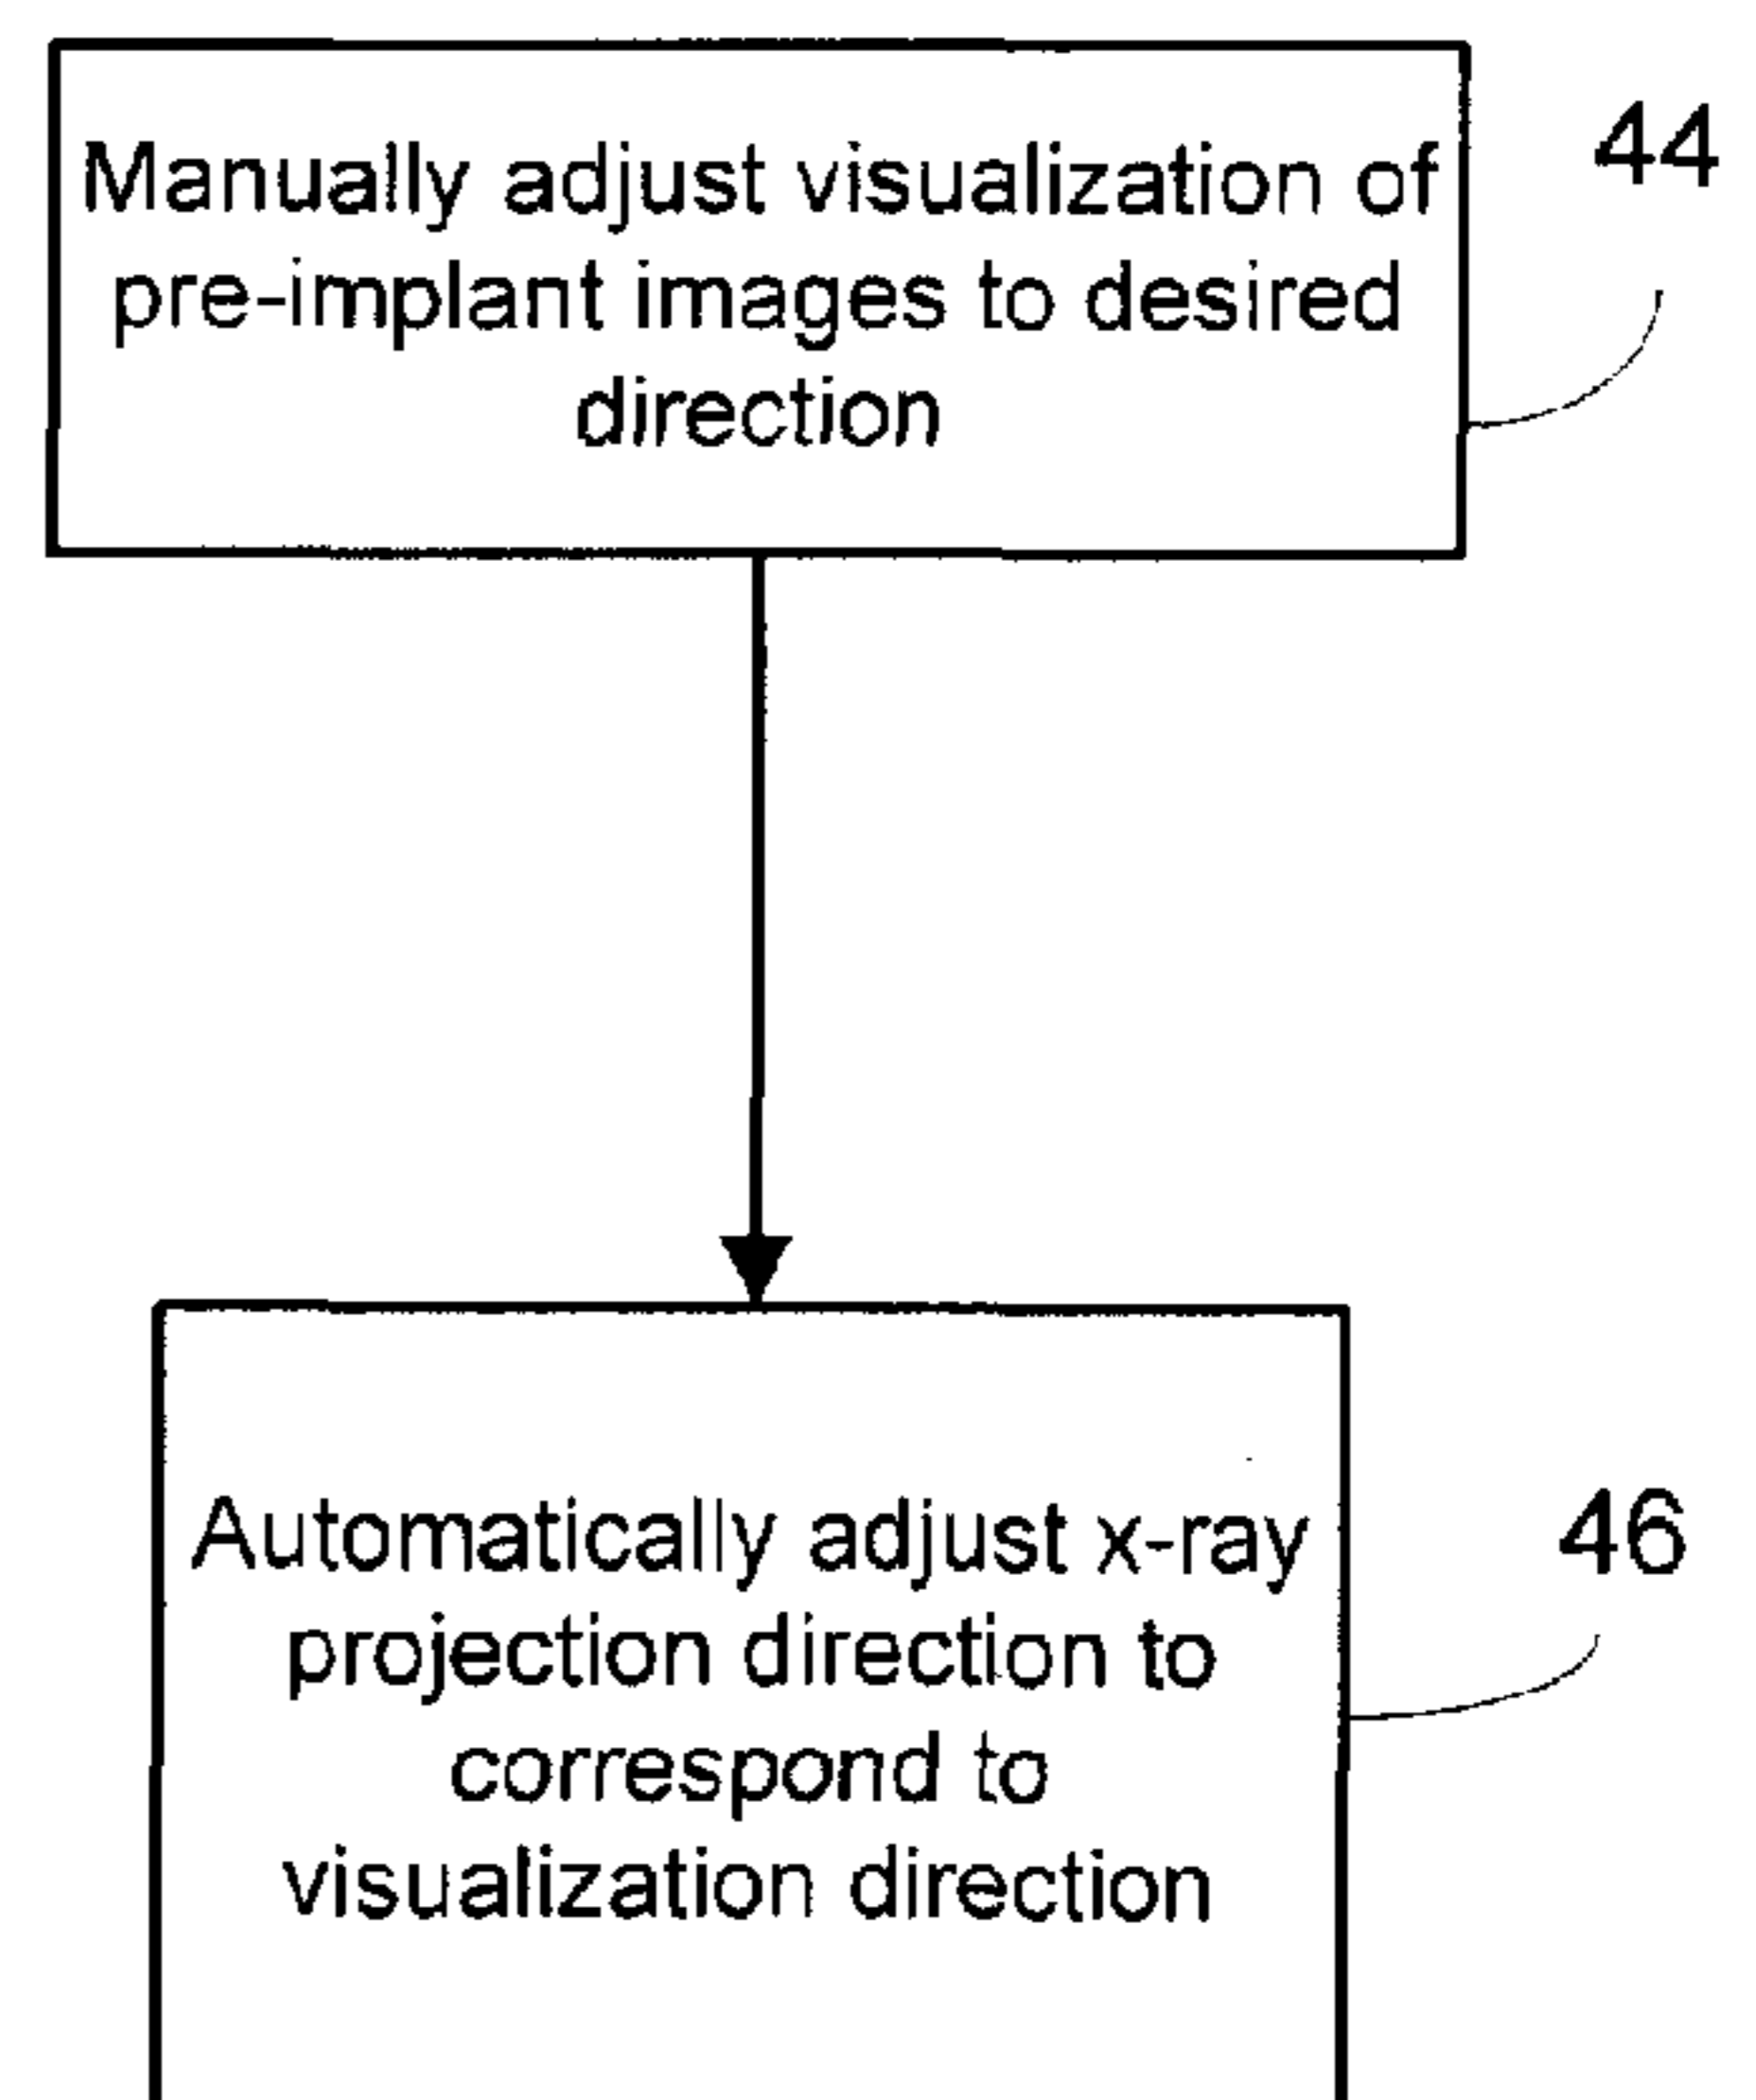 Manually adjust visualization of
pre-implant images to desired
direction
44
Automatically adjust x-ray
projection direction to
correspond to
visualization direction
46